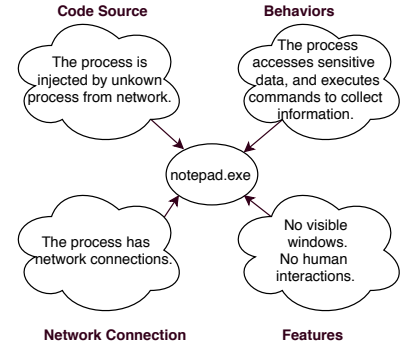 Code Source
The process is
injected by unkown
process from network.
Behaviors
The process
accesses sensitive
data, and executes
commands to collect
information.
notepad.exe
The process has
network connections.
Network Connection
No visible
windows.
No human
interactions.
Features